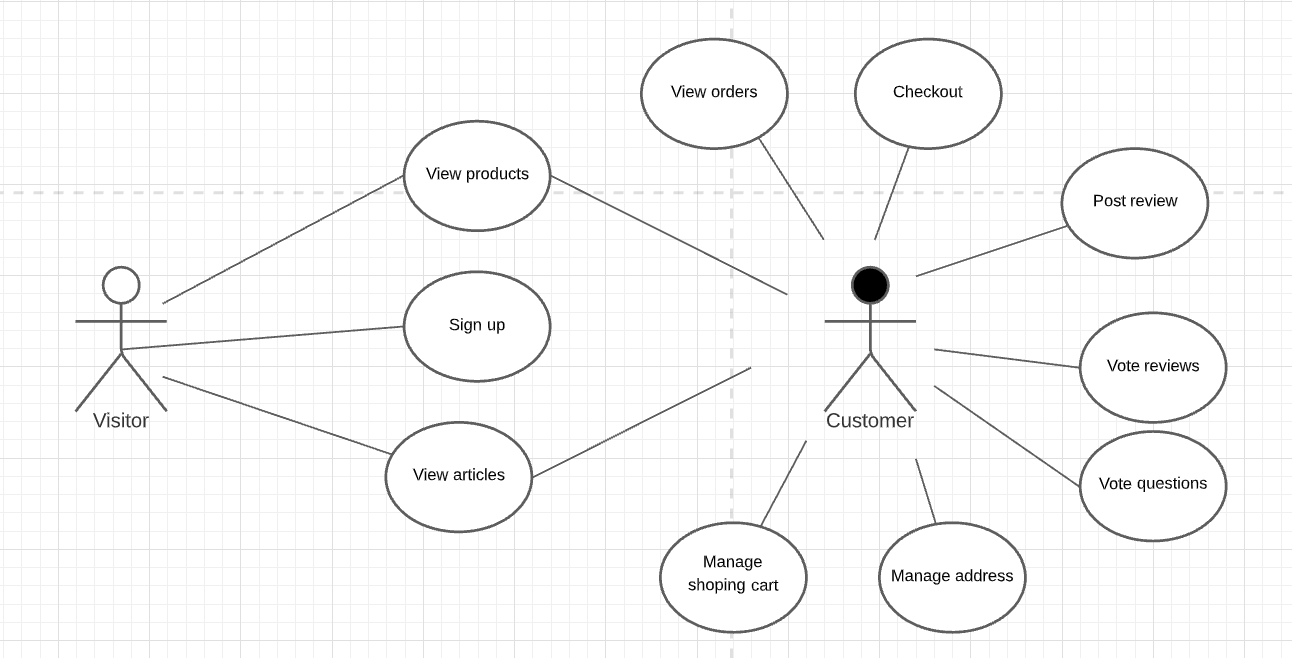 View orders
Checkout
View products
Post review
Sign up
Vote reviews
Visitor
Customer
View articles
Vote questions
Manage
shoping cart
Manage address